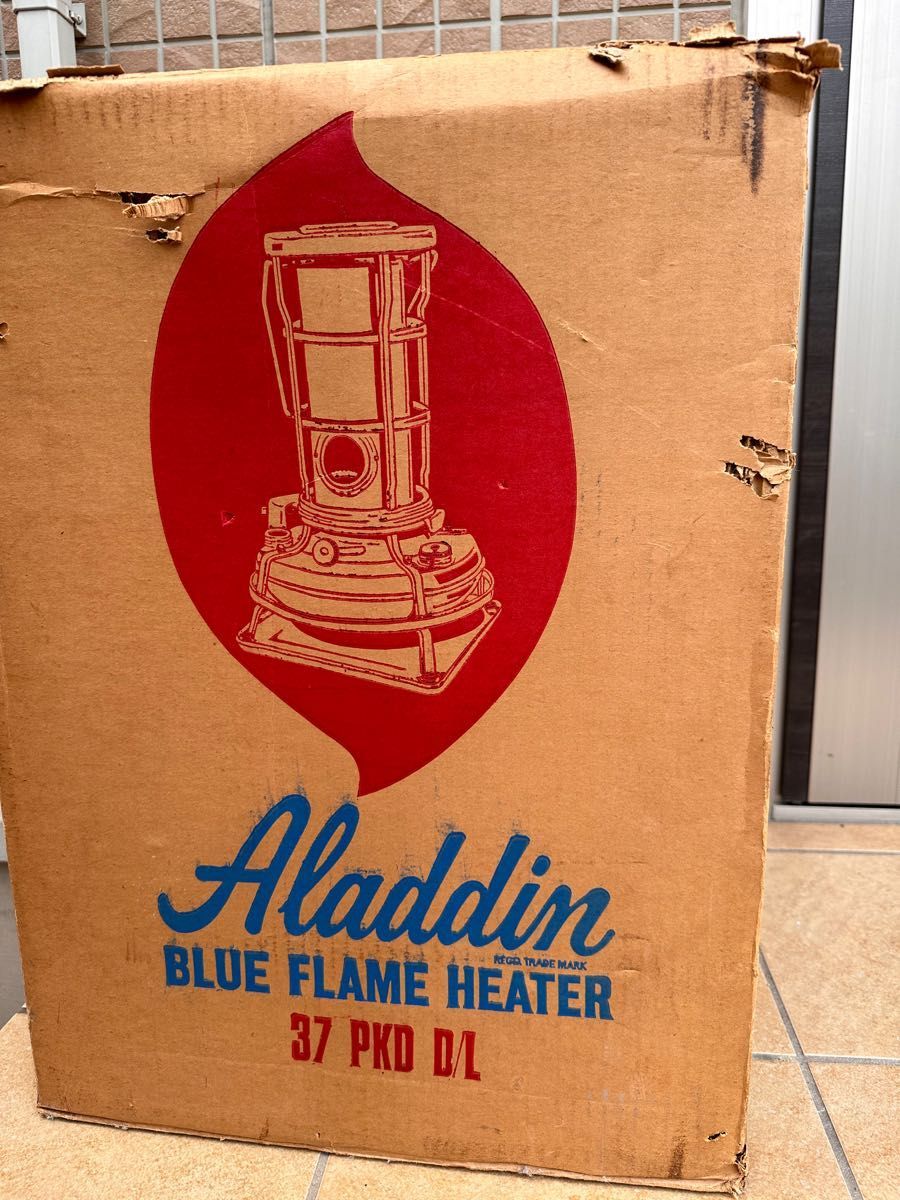 Aladdin
REGD. TRADE MARK
BLUE FLAME HEATER
37 PKD D/L